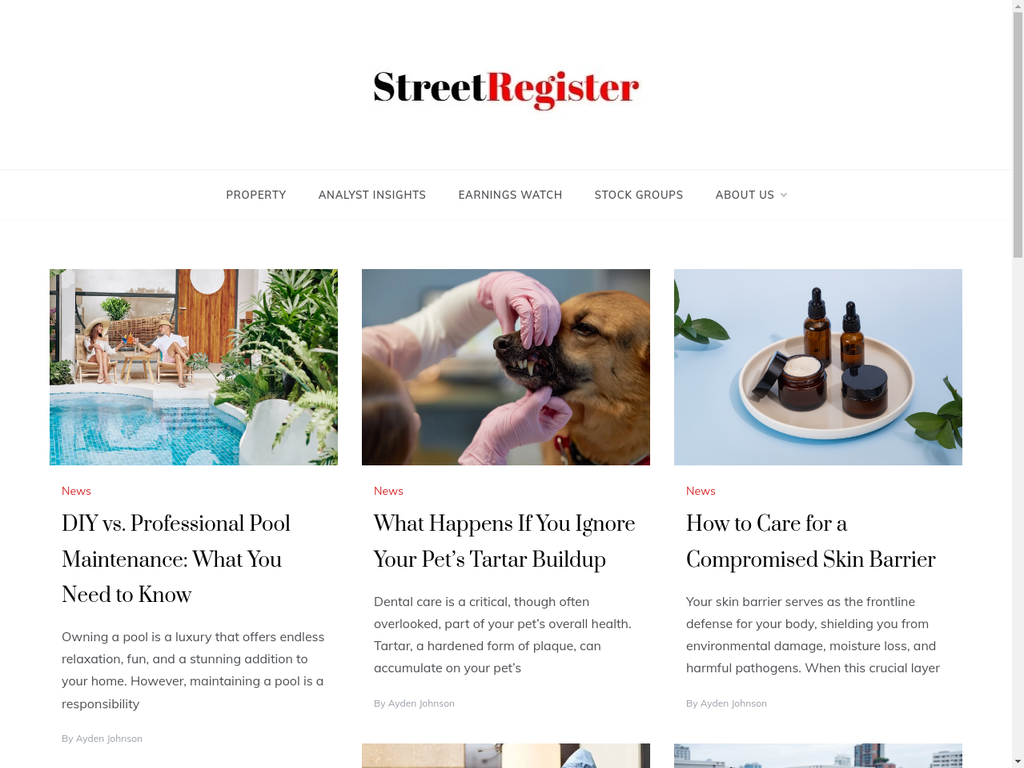 StreetRegister
PROPERTY ANALYST INSIGHTS EARNINGS WATCH STOCK GROUPS ABOUT US
News
DIY vs. Professional Pool
Maintenance: What You
Need to Know
Owning a pool is a luxury that offers endless
relaxation, fun, and a stunning addition to
your home. However, maintaining a pool is a
responsibility
By Ayden Johnson
News
What Happens If You Ignore
Your Pet’s Tartar Buildup
Dental care is a critical, though often
overlooked, part of your pet’s overall health.
Tartar, a hardened form of plaque, can
accumulate on your pet’s
By Ayden Johnson
News
How to Care for a
Compromised Skin Barrier
Your skin barrier serves as the frontline
defense for your body, shielding you from
environmental damage, moisture loss, and
harmful pathogens. When this crucial layer
By Ayden Johnson